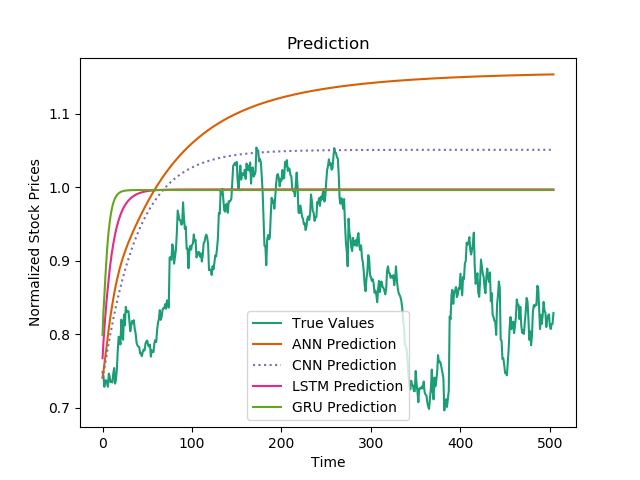 Prediction
Normalized Stock Prices
1.1
1.0
0.9
0.8
0.7
True Values
ANN Prediction
CNN Prediction
LSTM Prediction
GRU Prediction
0 100 200 300 400 500
Time